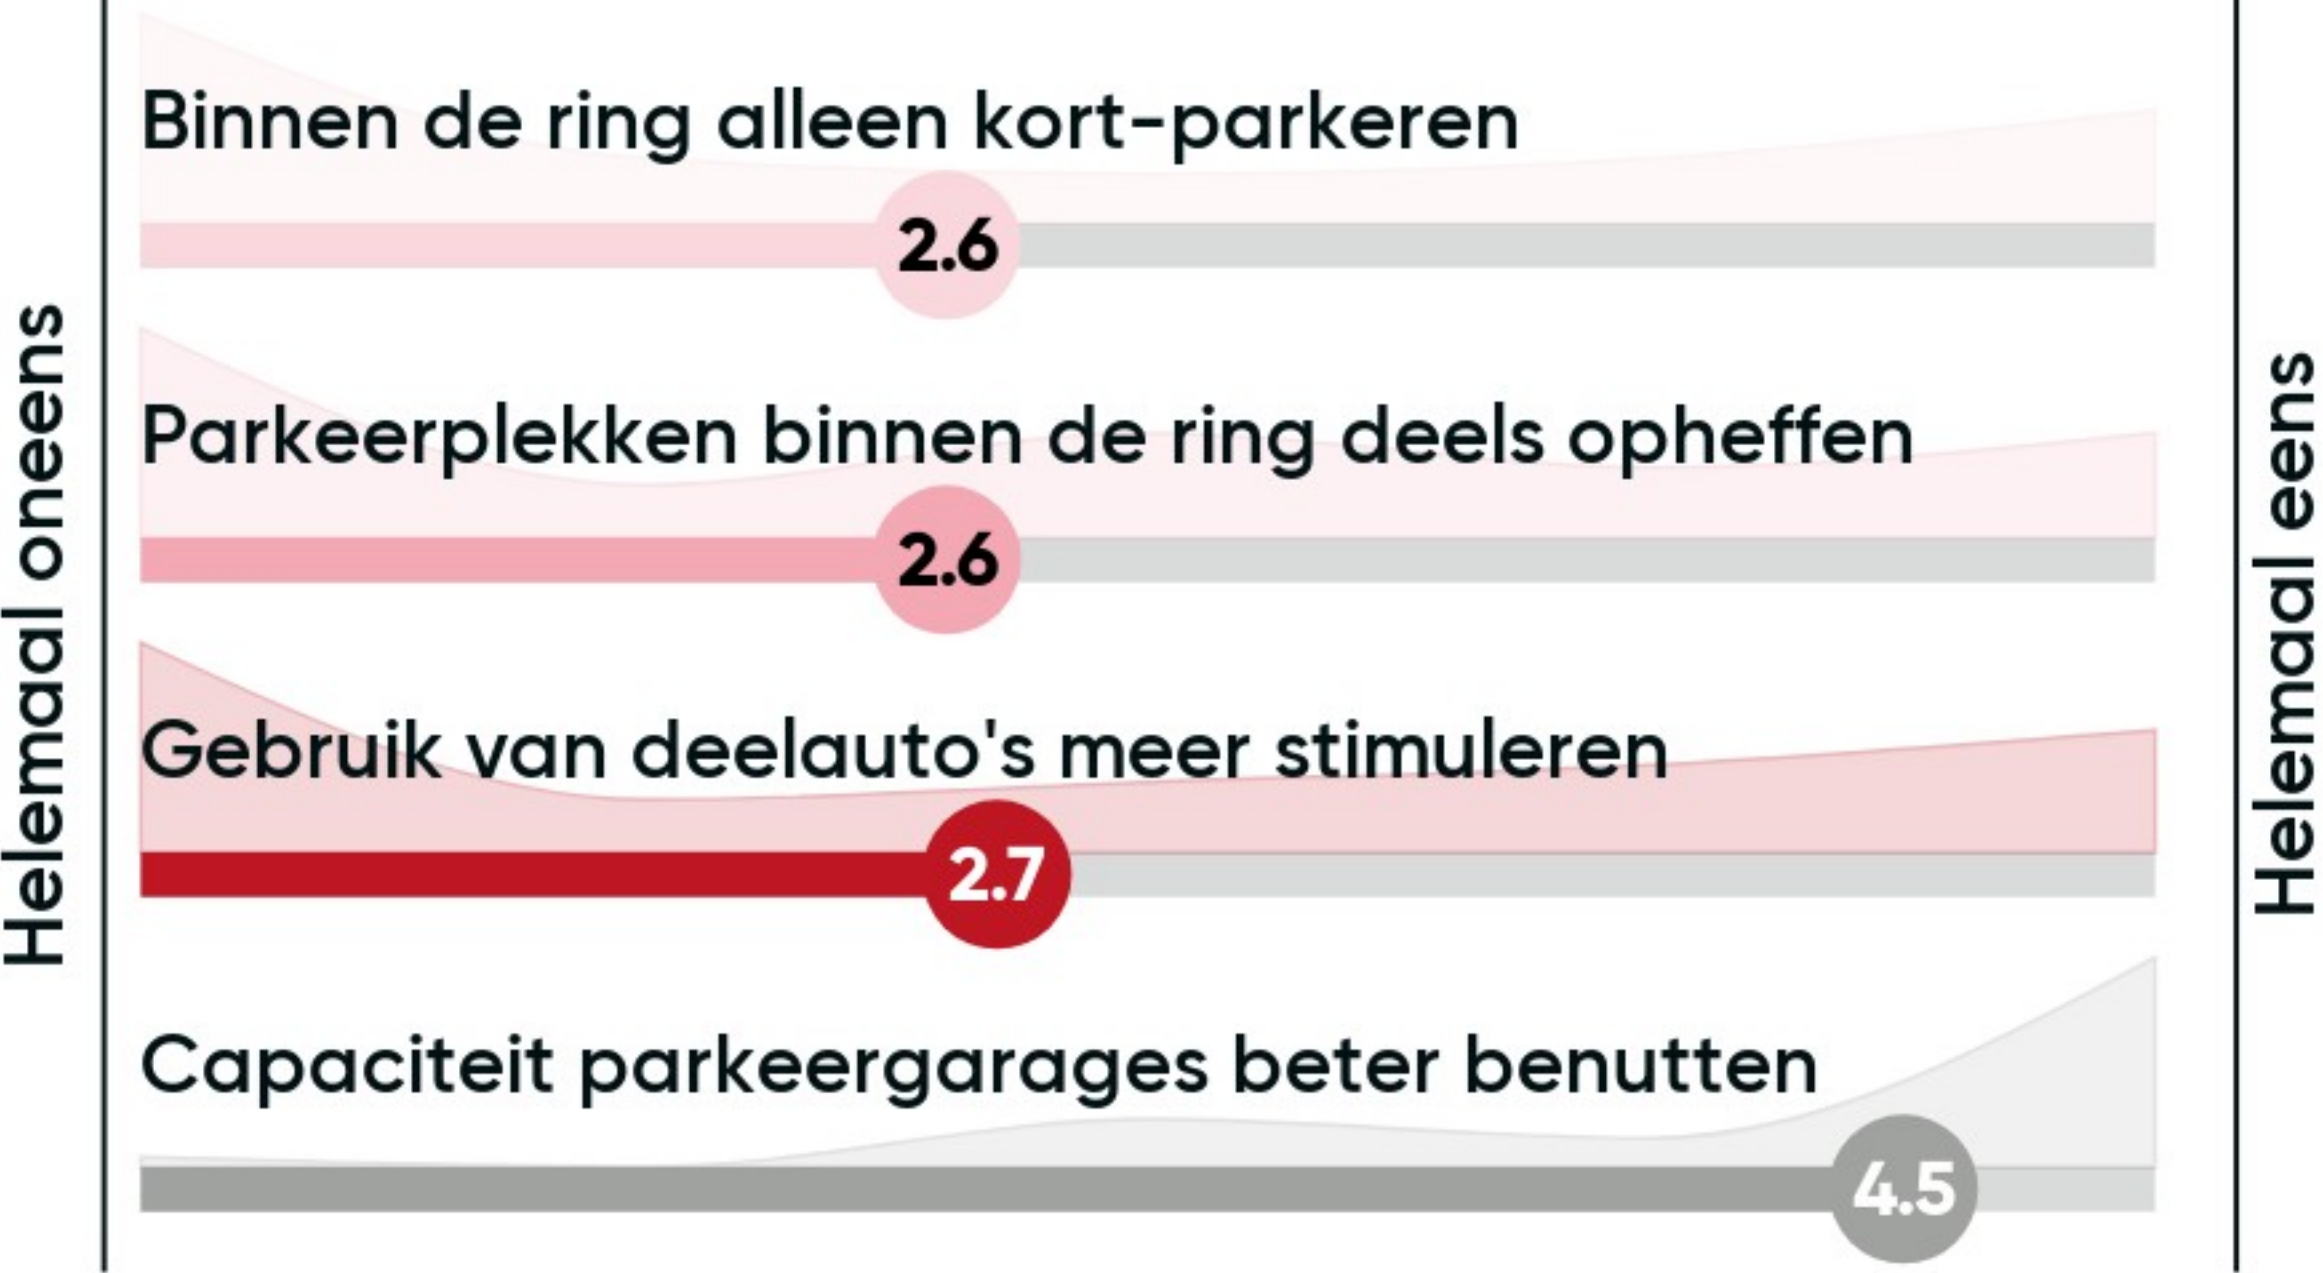 Helemaal oneens
Binnen de ring alleen kort-parkeren
2.6
Parkeerplekken binnen de ring deels opheffen
2.6
Gebruik van deelauto's meer stimuleren
2.7
Capaciteit parkeergarages beter benutten
4.5
Helemaal eens